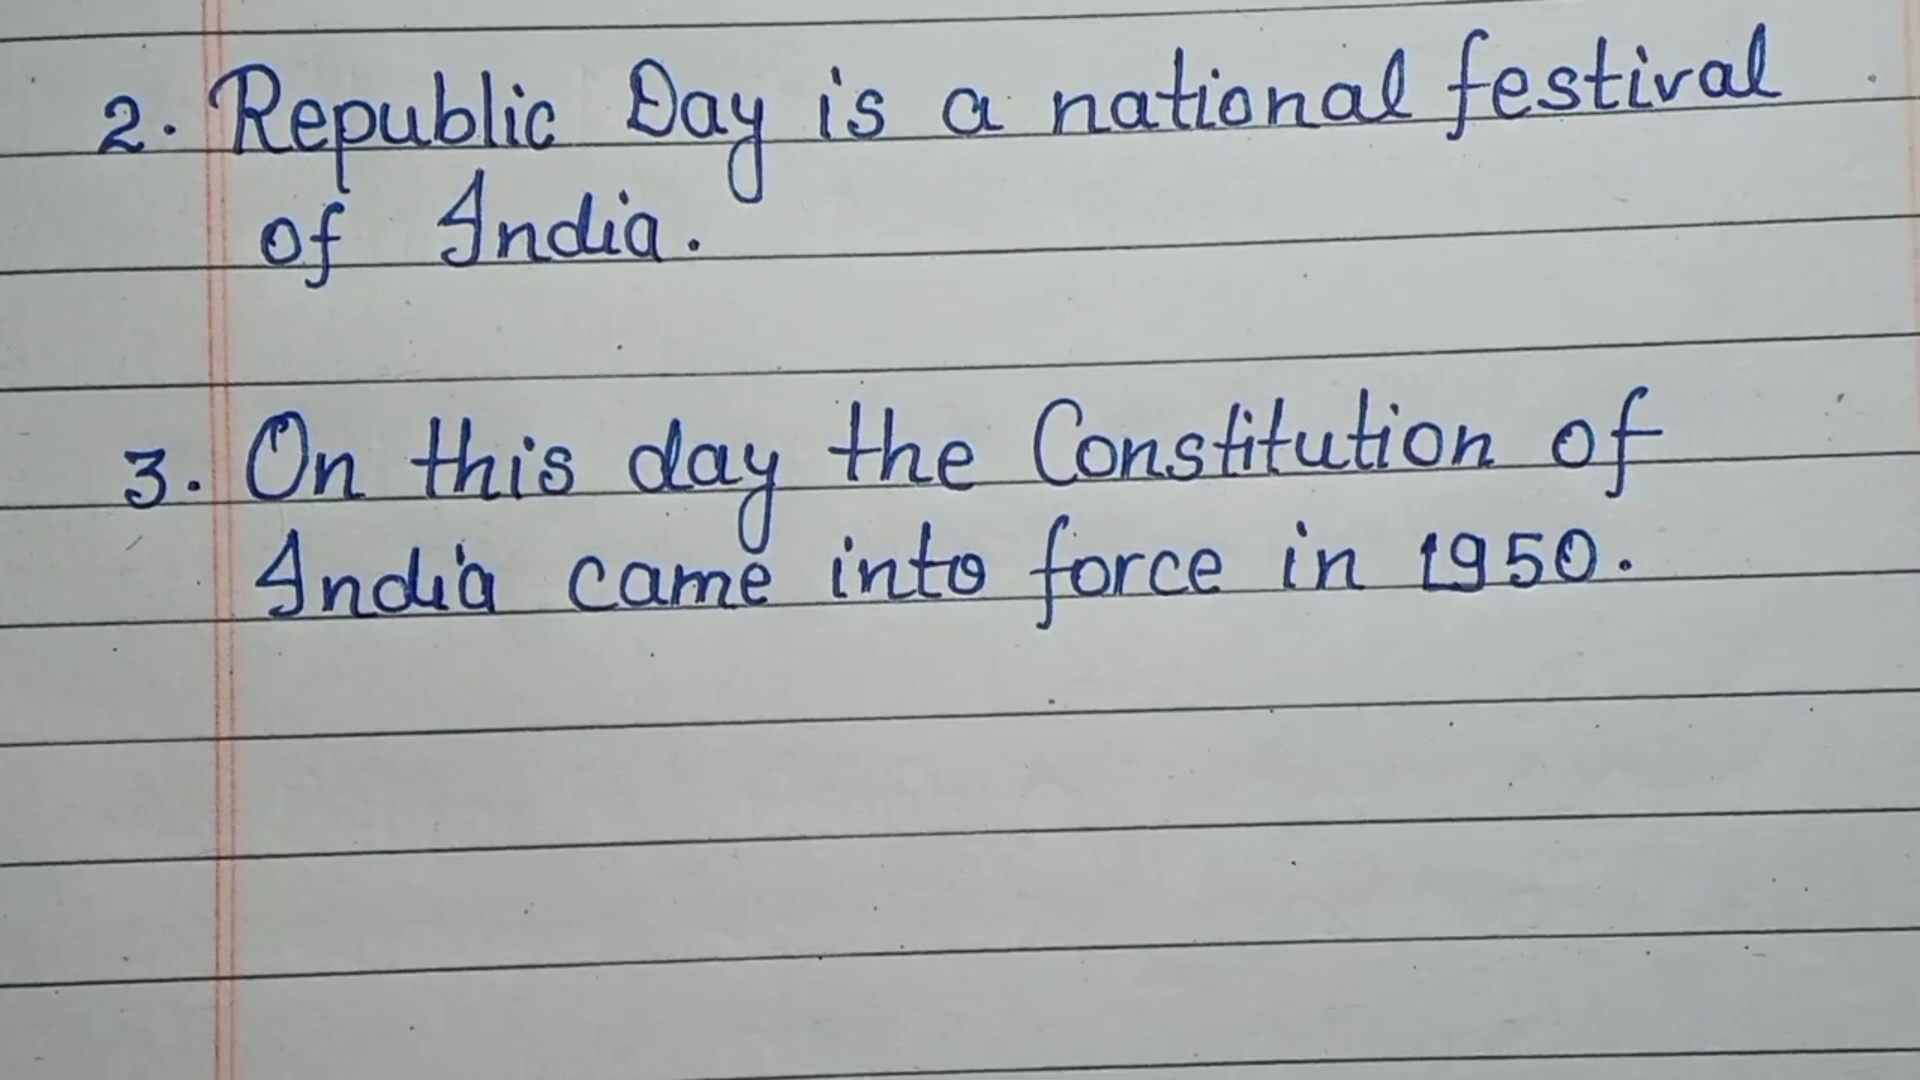 2. Republic Day is a national festival
of India.
3. On this day the Constitution of
India came into force in 1950.